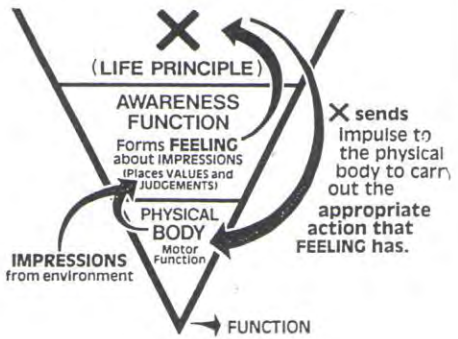 X
(LIFE PRINCIPLE)
AWARENESS
FUNCTION
Forms FEELING
about IMPRESSIONS
(Places VALUES and
JUDGEMENTS)
PHYSICAL
BODY
Motor
Function
IMPRESSIONS
from environment
X sends
impulse to
the physical
body to carry
out the
appropriate
action that
FEELING has.
FUNCTION